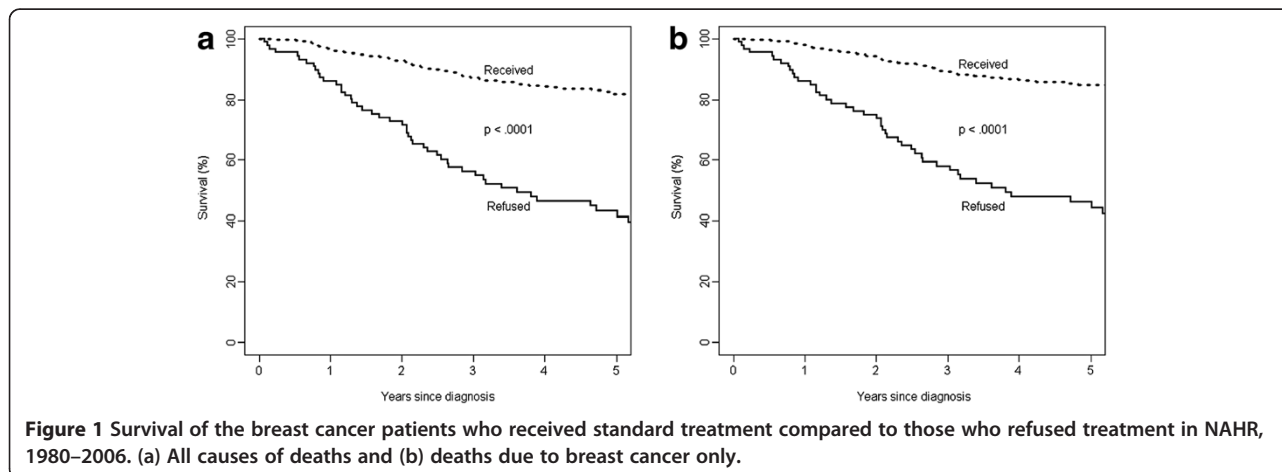 a
100
80
60
40
20
0
Survival (%)
Received
p < .0001
Refused
0 1 2 3 4 5
Years since diagnosis
b
100
80
60
40
20
0
Survival (%)
Received
p < .0001
Refused
0 1 2 3 4 5
Years since diagnosis
Figure 1 Survival of the breast cancer patients who received standard treatment compared to those who refused treatment in NAHR,
1980–2006. (a) All causes of deaths and (b) deaths due to breast cancer only.